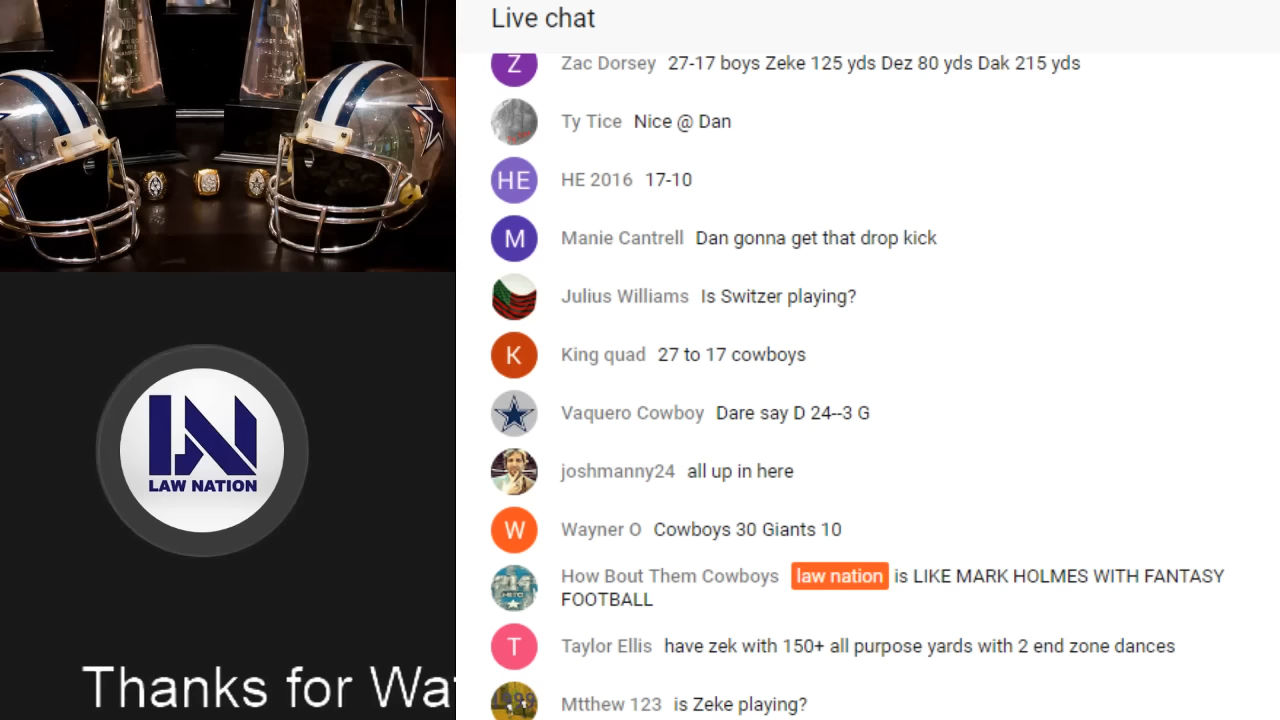 Live chat
Z
Zac Dorsey 27-17 boys Zeke 125 yds Dez 80 yds Dak 215 yds
Ty Tice Nice @ Dan
HE
HE 2016 17-10
M
Manie Cantrell Dan gonna get that drop kick
Julius Williams Is Switzer playing?
K
King quad 27 to 17 cowboys
Vaquero Cowboy Dare say D 24--3 G
joshmanny24 all up in here
W
Wayner O Cowboys 30 Giants 10
How Bout Them Cowboys law nation is LIKE MARK HOLMES WITH FANTASY
FOOTBALL
T
Taylor Ellis have zek with 150+ all purpose yards with 2 end zone dances
Mtthew 123 is Zeke playing?
LN
LAW NATION
Thanks for Wat